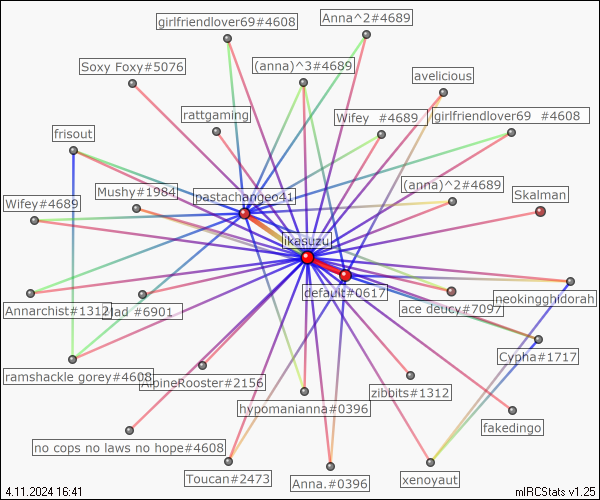 girlfriendlover69#4608
Anna^2#4689
Soxy Foxy#5076
(anna)^3#4689
avelicious
rattgaming
Wifey  #4689
girlfriendlover69  #4608
frisout
Mushy#1984
pastachangeo41
(anna)^2#4689
Skalman
Wifey#4689
likasuzu
default#0617
neokingghidorah
Annarchist#1312
lad #6901
ace deucy#7097
Cypha#1717
ramshackle gorey#4608
AlpineRooster#2156
zibbits#1312
hypomanianna#0396
fakedingo
no cops no laws no hope#4608
Toucan#2473
Anna.#0396
xenoyaut
4.11.2024 16:41
mIRCStats v1.25